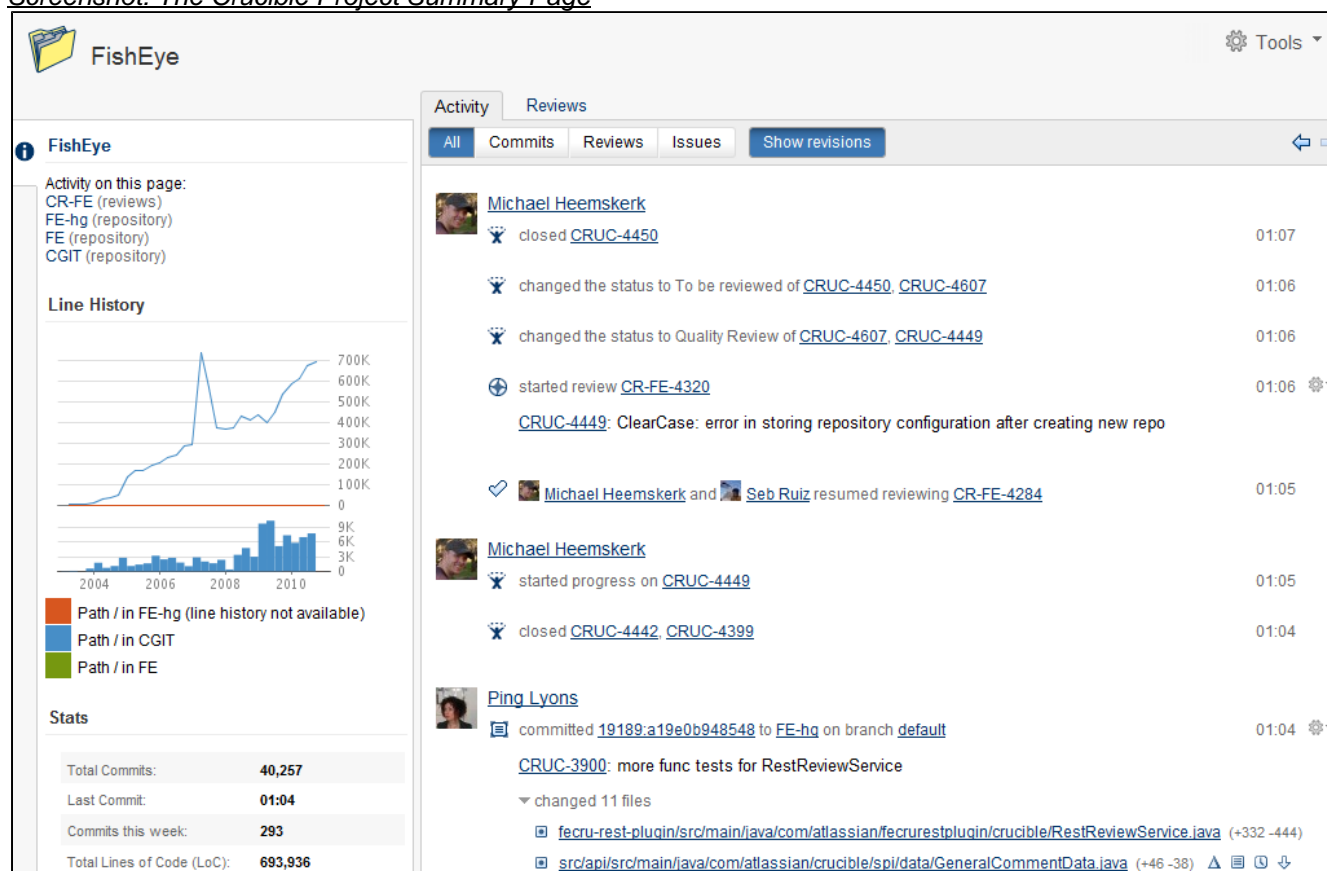 Screenshot: The Crucible Project Summary Page
FishEye
Tools
Activity Reviews
All Commits Reviews Issues Show revisions
FishEye
Activity on this page:
CR-FE (reviews)
FE-hg (repository)
FE (repository)
CGIT (repository)
Line History
700K
600K
500K
400K
300K
200K
100K
0
9K
6K
3K
0
2004 2006 2008 2010
Path / in FE-hg (line history not available)
Path / in CGIT
Path / in FE
Stats
Total Commits: 40,257
Last Commit: 01:04
Commits this week: 293
Total Lines of Code (LoC): 693,936
Michael Heemskerk
closed CRUC-4450 01:07
changed the status to To be reviewed of CRUC-4450, CRUC-4607 01:06
changed the status to Quality Review of CRUC-4607, CRUC-4449 01:06
started review CR-FE-4320 01:06
CRUC-4449: ClearCase: error in storing repository configuration after creating new repo
Michael Heemskerk and Seb Ruiz resumed reviewing CR-FE-4284 01:05
Michael Heemskerk
started progress on CRUC-4449 01:05
closed CRUC-4442, CRUC-4399 01:04
Ping Lyons
committed 19189:a19e0b948548 to FE-hg on branch default 01:04
CRUC-3900: more func tests for RestReviewService
changed 11 files
fecru-rest-plugin/src/main/java/com/atlassian/fecrurestplugin/crucible/RestReviewService.java (+332 -444)
src/api/src/main/java/com/atlassian/crucible/spi/data/GeneralCommentData.java (+46 -38)